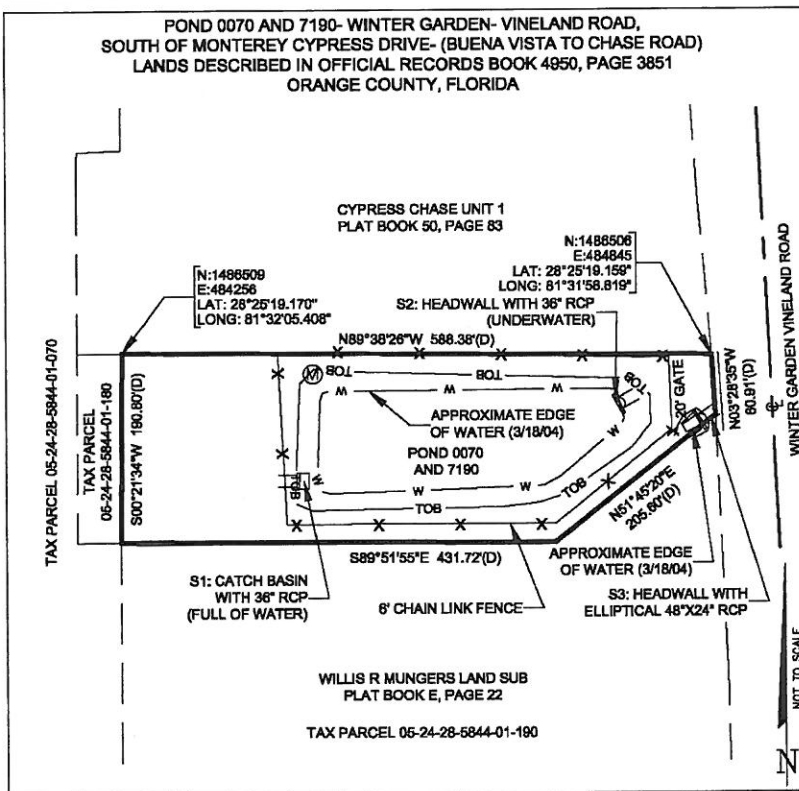 POND 0070 AND 7190- WINTER GARDEN- VINELAND ROAD,
SOUTH OF MONTEREY CYPRESS DRIVE- (BUENA VISTA TO CHASE ROAD)
LANDS DESCRIBED IN OFFICIAL RECORDS BOOK 4950, PAGE 3851
ORANGE COUNTY, FLORIDA
CYPRESS CHASE UNIT 1
PLAT BOOK 50, PAGE 83
N:1486509
E:484256
LAT: 28°25'19.170"
LONG: 81°32'05.408"
N:1486506
E:484845
LAT: 28°25'19.159"
LONG: 81°31'58.819"
S2: HEADWALL WITH 36" RCP
(UNDERWATER)
N89°38'26"W 588.38'(D)
TAX PARCEL 05-24-28-5844-01-070
TAX PARCEL
05-24-28-5844-01-180
S00°21'34"W 190.80'(D)
TOB
TOB
TOB
W
W
W
W
APPROXIMATE EDGE
OF WATER (3/18/04)
POND 0070
AND 7190
20' GATE
N03°28'35"W
60.91'(D)
WINTER GARDEN VINELAND ROAD
W
TOB
W
W
W
TOB
TOB
N51°45'20"E
205.60'(D)
S89°51'55"E 431.72'(D)
APPROXIMATE EDGE
OF WATER (3/18/04)
S1: CATCH BASIN
WITH 36" RCP
(FULL OF WATER)
6' CHAIN LINK FENCE
S3: HEADWALL WITH
ELLIPTICAL 48"X24" RCP
WILLIS R MUNGERS LAND SUB
PLAT BOOK E, PAGE 22
TAX PARCEL 05-24-28-5844-01-190
NOT TO SCALE
N